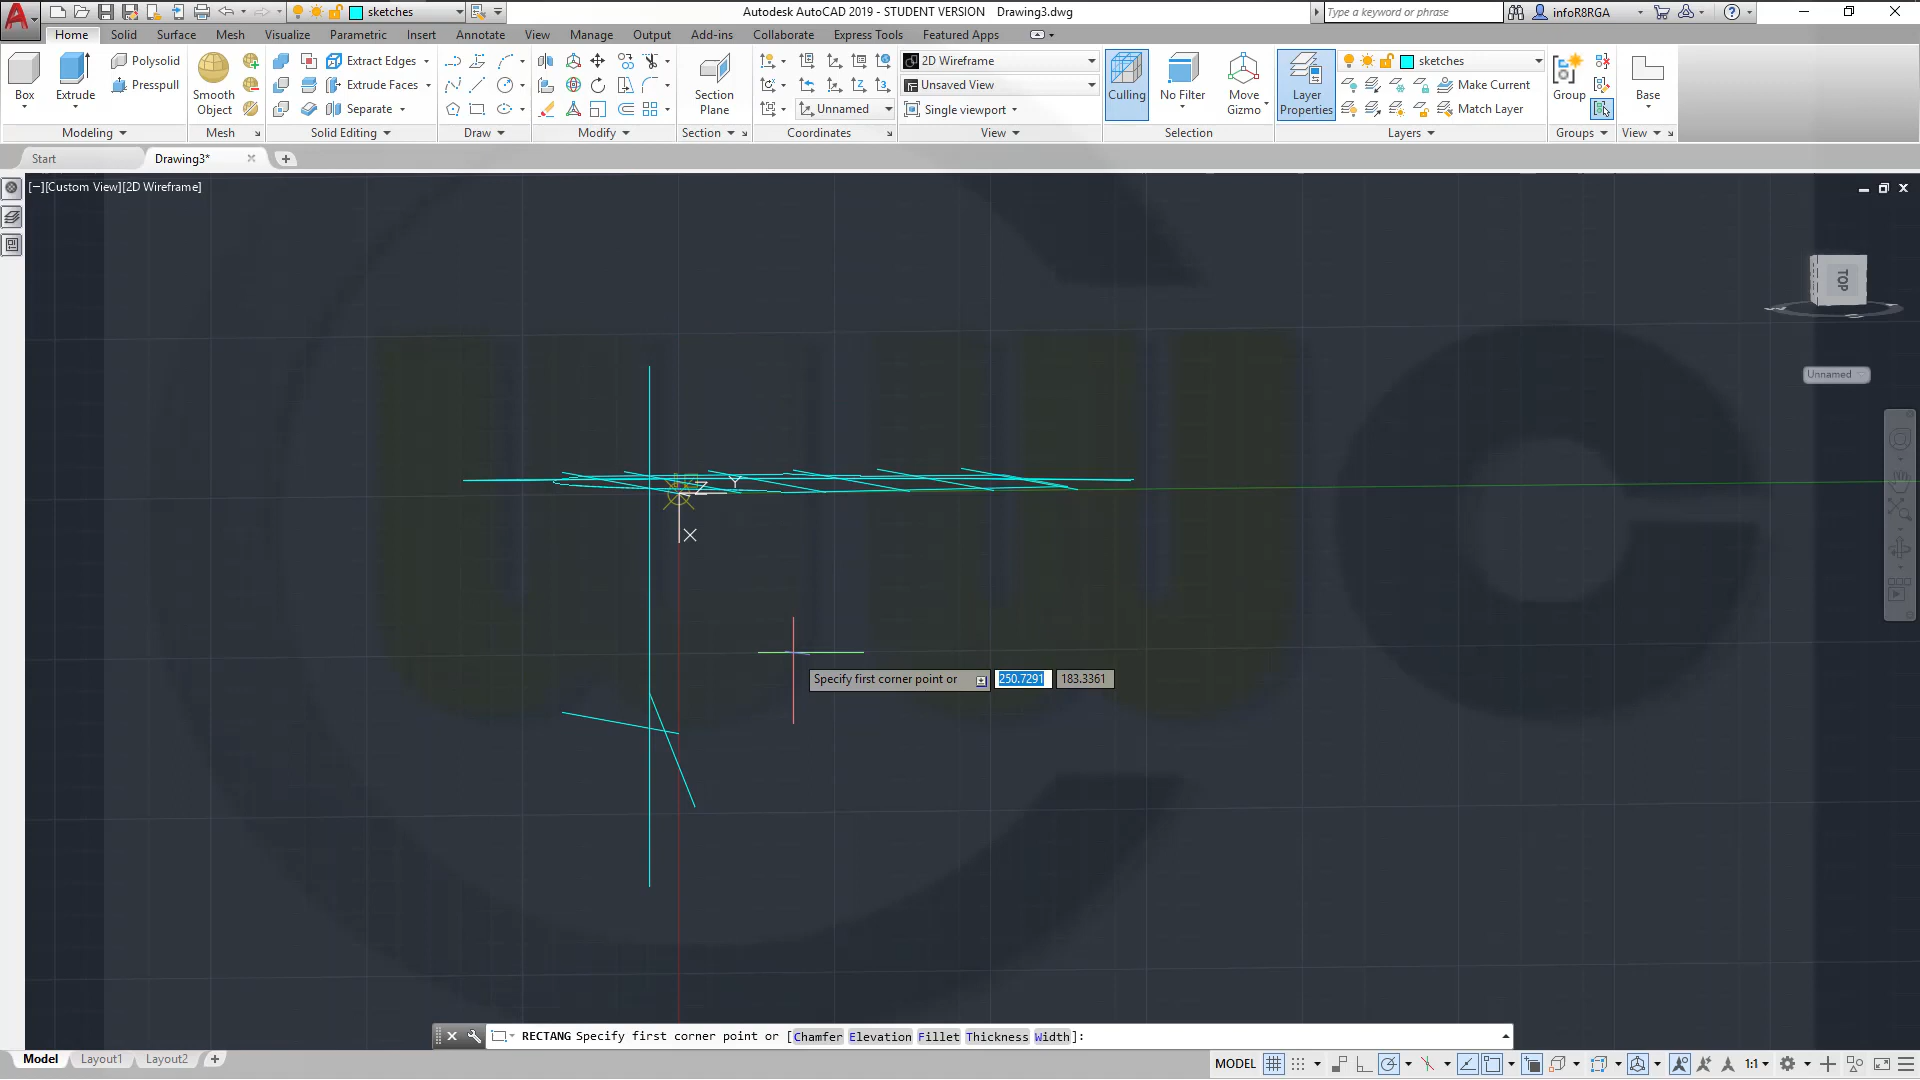 sketches
Autodesk AutoCAD 2019 - STUDENT VERSION Drawing3.dwg
Type a keyword or phrase
infoR8RGA
Home Solid Surface Mesh Visualize Parametric Insert Annotate View Manage Output Add-ins Collaborate Express Tools Featured Apps
Box
Extrude
Polysolid
Presspull
Modeling
Smooth Object
Mesh
Extract Edges
Extrude Faces
Separate
Solid Editing
Draw
Modify
Section Plane
Section
Unnamed
Coordinates
2D Wireframe
Unsaved View
Single viewport
View
Culling
No Filter
Move Gizmo
Selection
Layer Properties
sketches
Make Current
Match Layer
Layers
Group
Groups
Base
View
Start Drawing3*
[−][Custom View][2D Wireframe]
TOP
Unnamed
Z Y
X
Specify first corner point or 250.7291 183.3361
RECTANG Specify first corner point or [Chamfer Elevation Fillet Thickness Width]:
Model Layout1 Layout2
MODEL 1:1